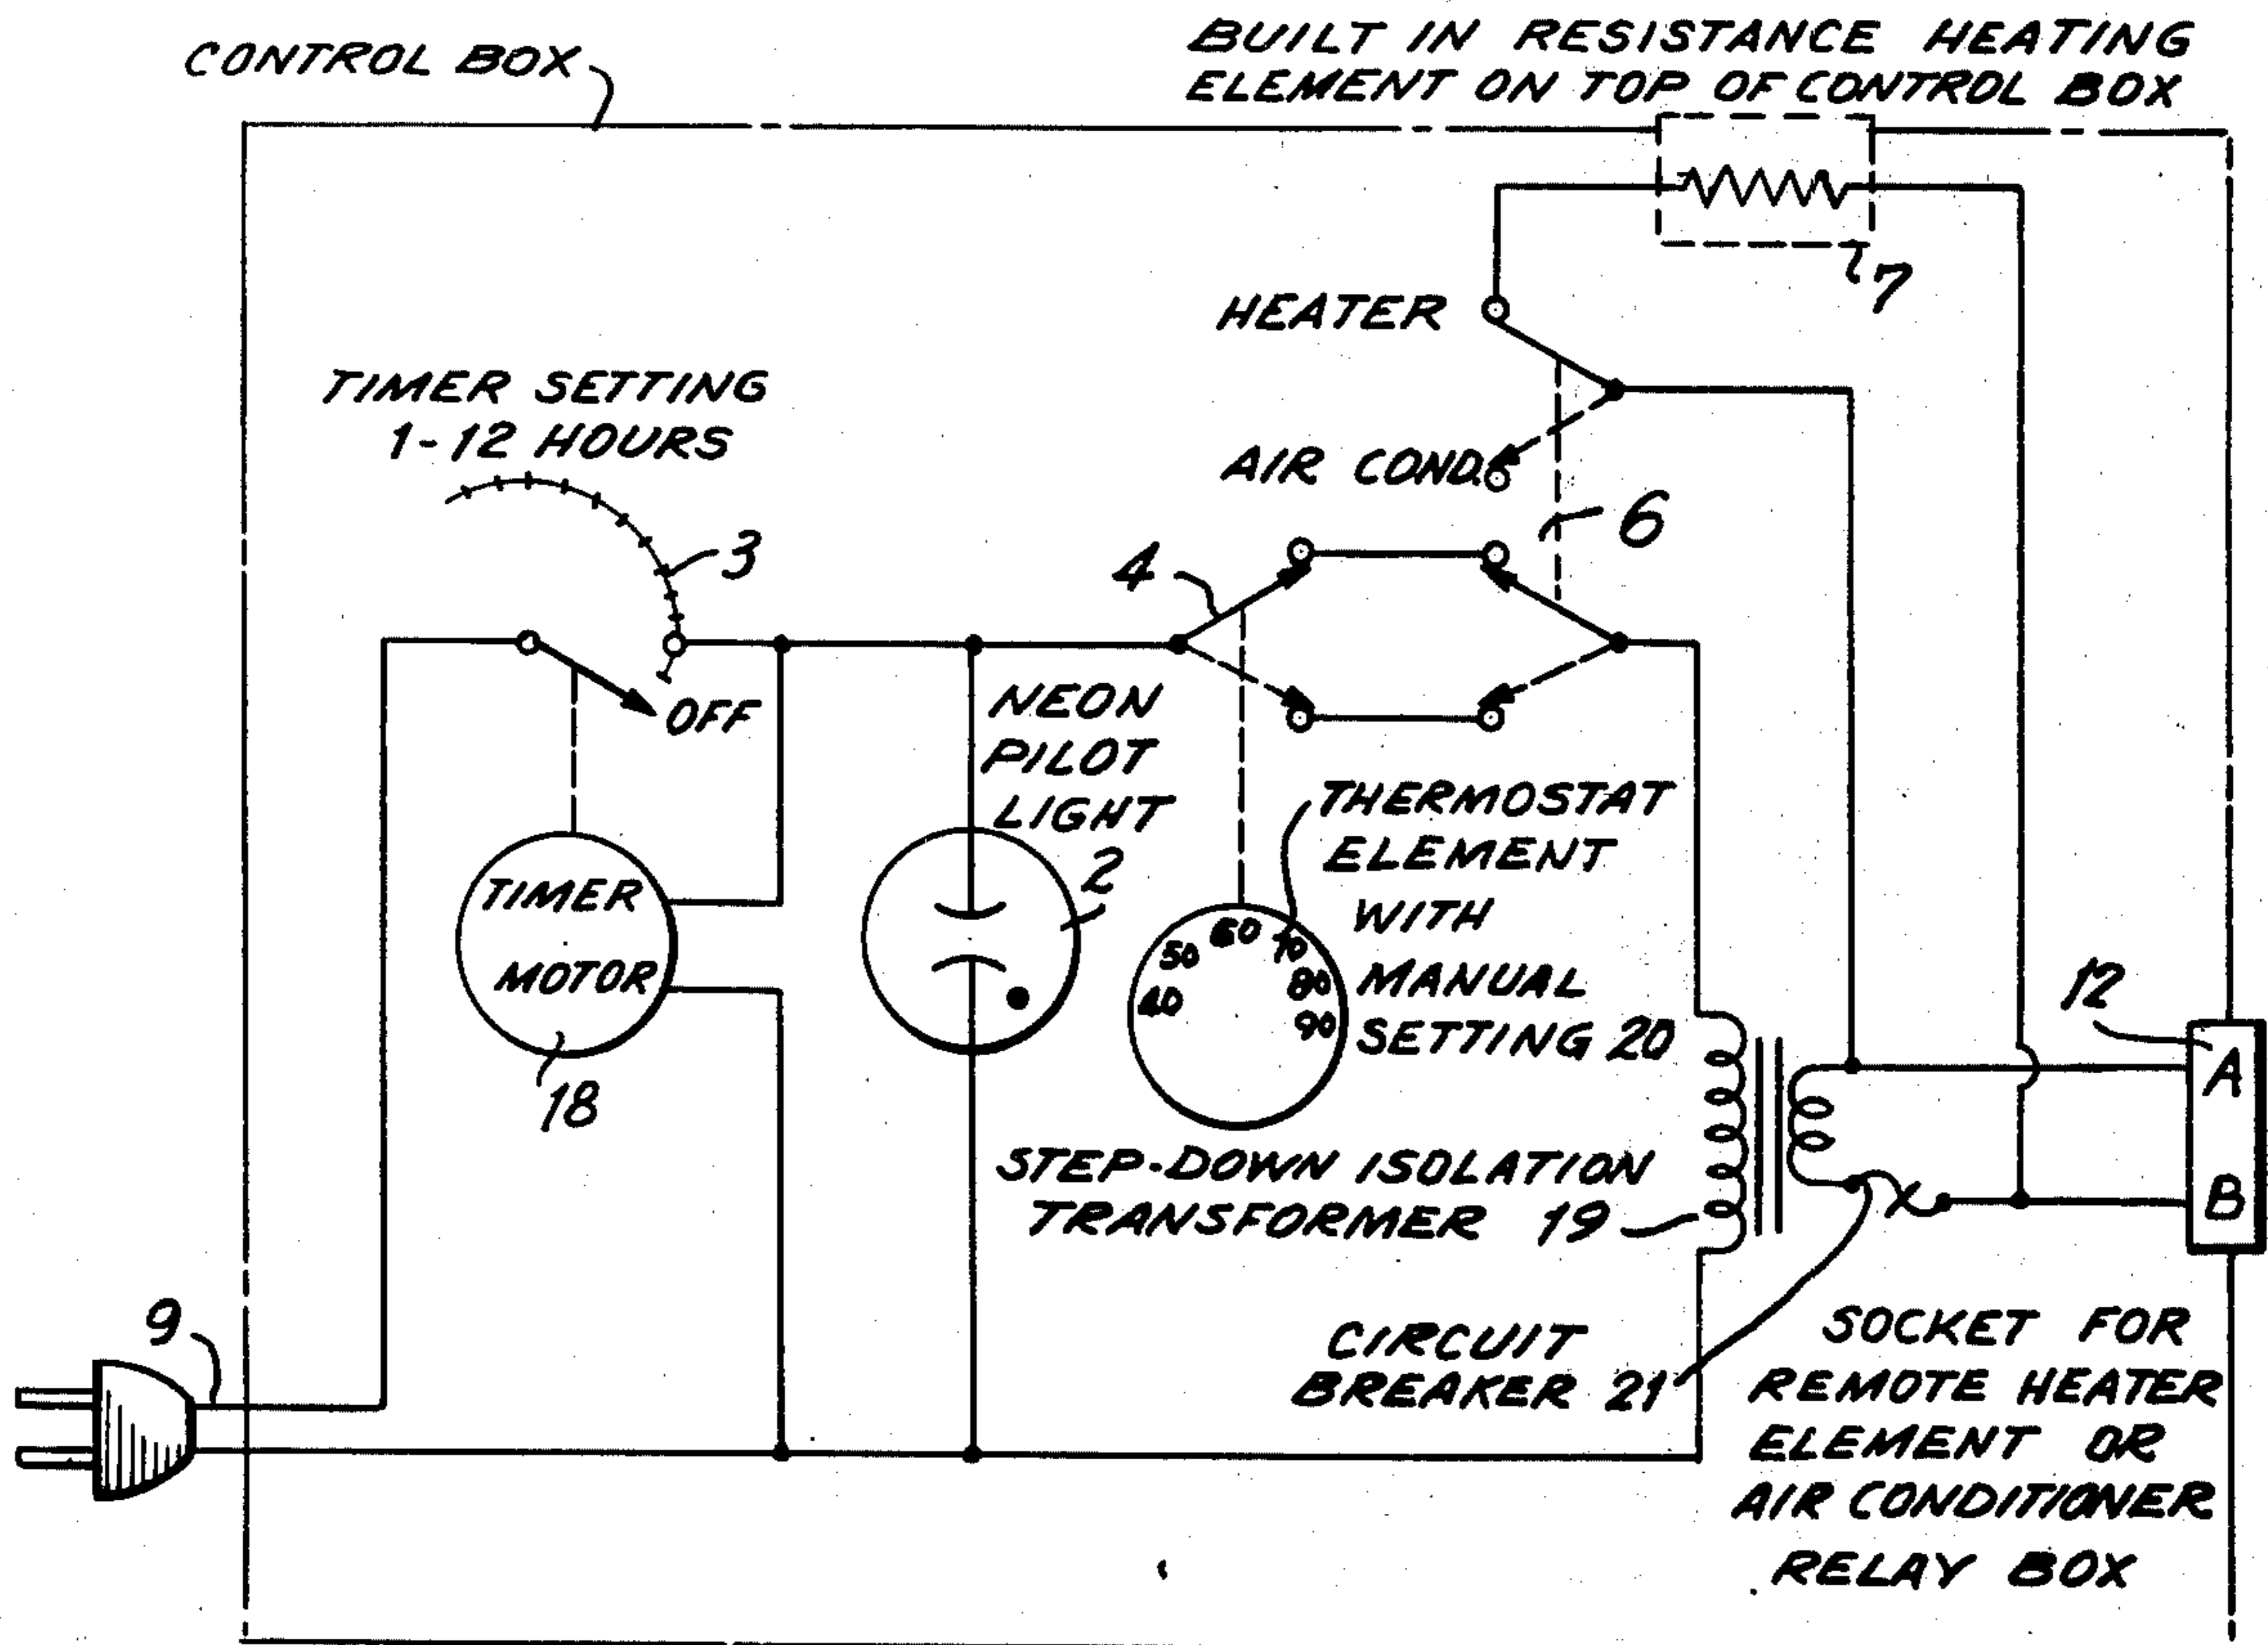 CONTROL BOX
BUILT IN RESISTANCE HEATING
ELEMENT ON TOP OF CONTROL BOX
7
HEATER
TIMER SETTING
1-12 HOURS
3
AIR COND.
6
4
OFF
NEON
PILOT
LIGHT
2
THERMOSTAT
ELEMENT
WITH
MANUAL
SETTING 20
TIMER
MOTOR
18
40
50
60
70
80
90
12
A
B
STEP-DOWN ISOLATION
TRANSFORMER 19
9
CIRCUIT
BREAKER 21
SOCKET FOR
REMOTE HEATER
ELEMENT OR
AIR CONDITIONER
RELAY BOX